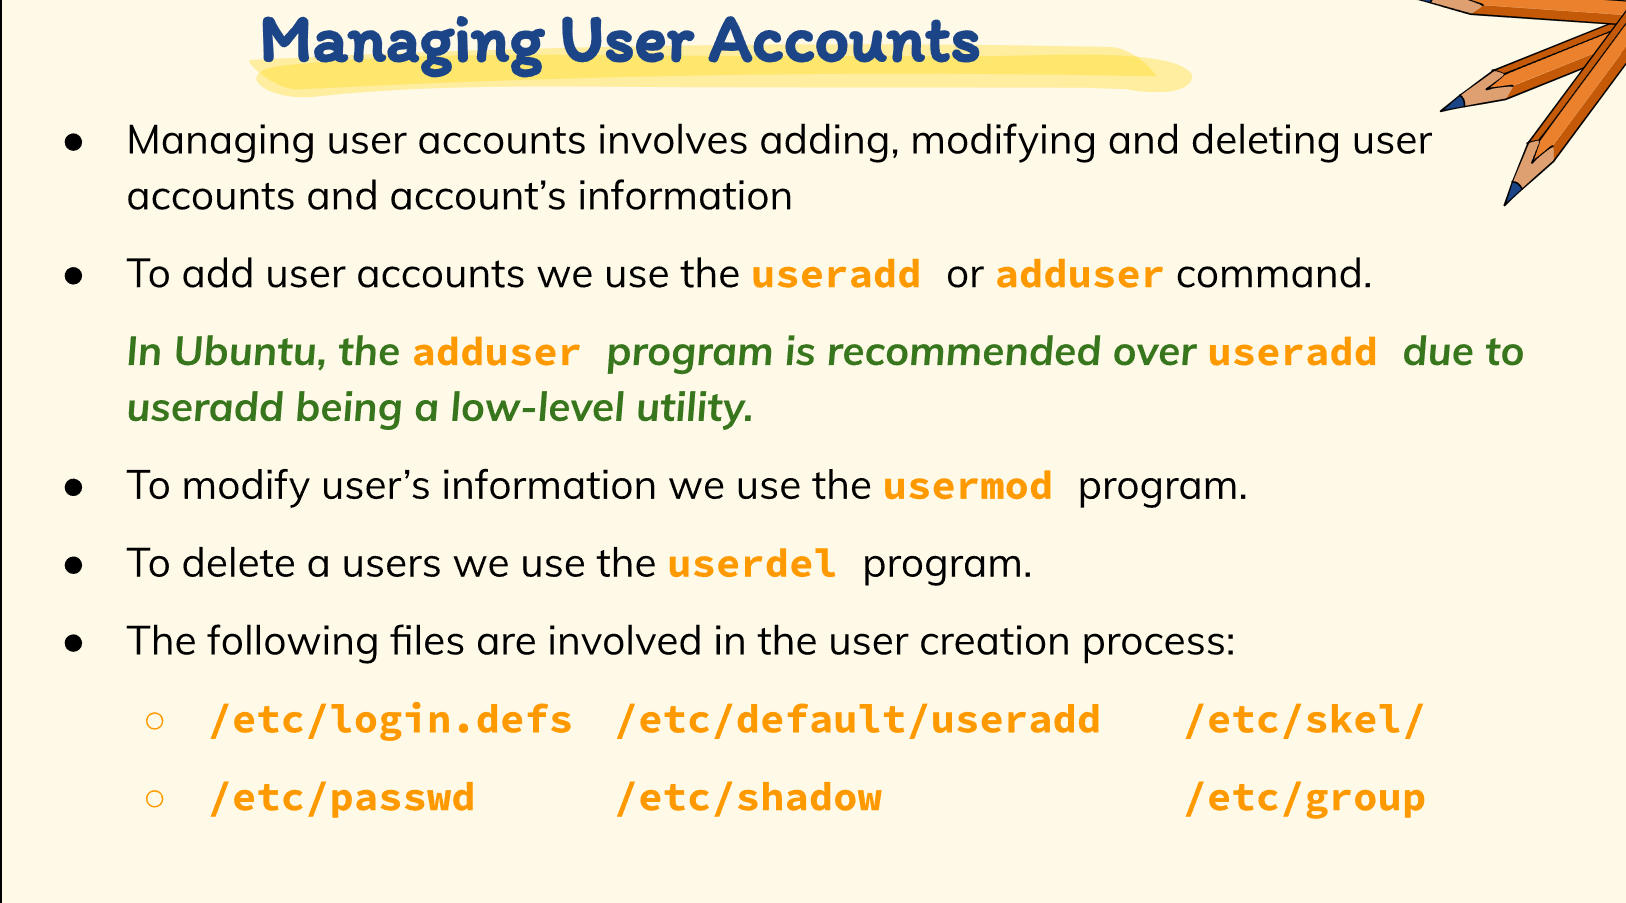 Managing User Accounts
● Managing user accounts involves adding, modifying and deleting user
accounts and account’s information
● To add user accounts we use the useradd or adduser command.
In Ubuntu, the adduser program is recommended over useradd due to
useradd being a low-level utility.
● To modify user’s information we use the usermod program.
● To delete a users we use the userdel program.
● The following files are involved in the user creation process:
○ /etc/login.defs /etc/default/useradd /etc/skel/
○ /etc/passwd /etc/shadow /etc/group